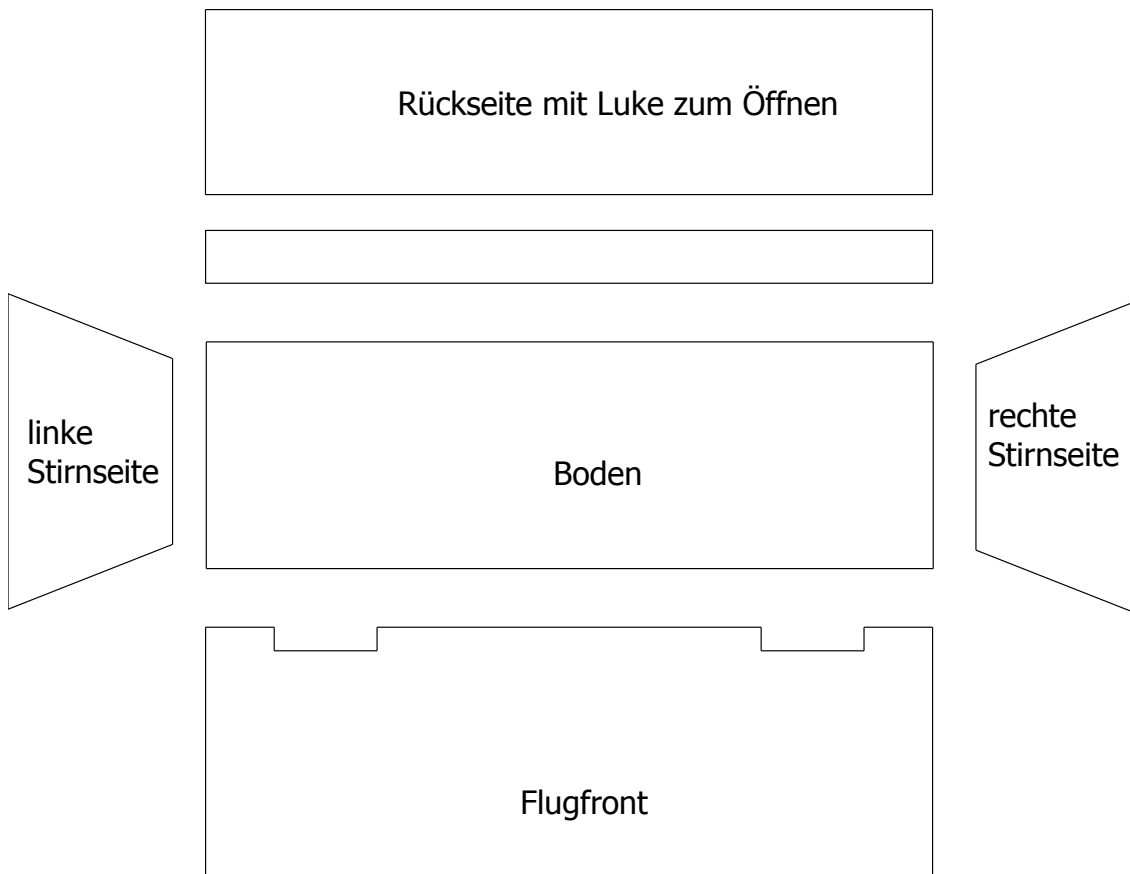 Rückseite mit Luke zum Öffnen
linke
Stirnseite
rechte
Stirnseite
Boden
Flugfront